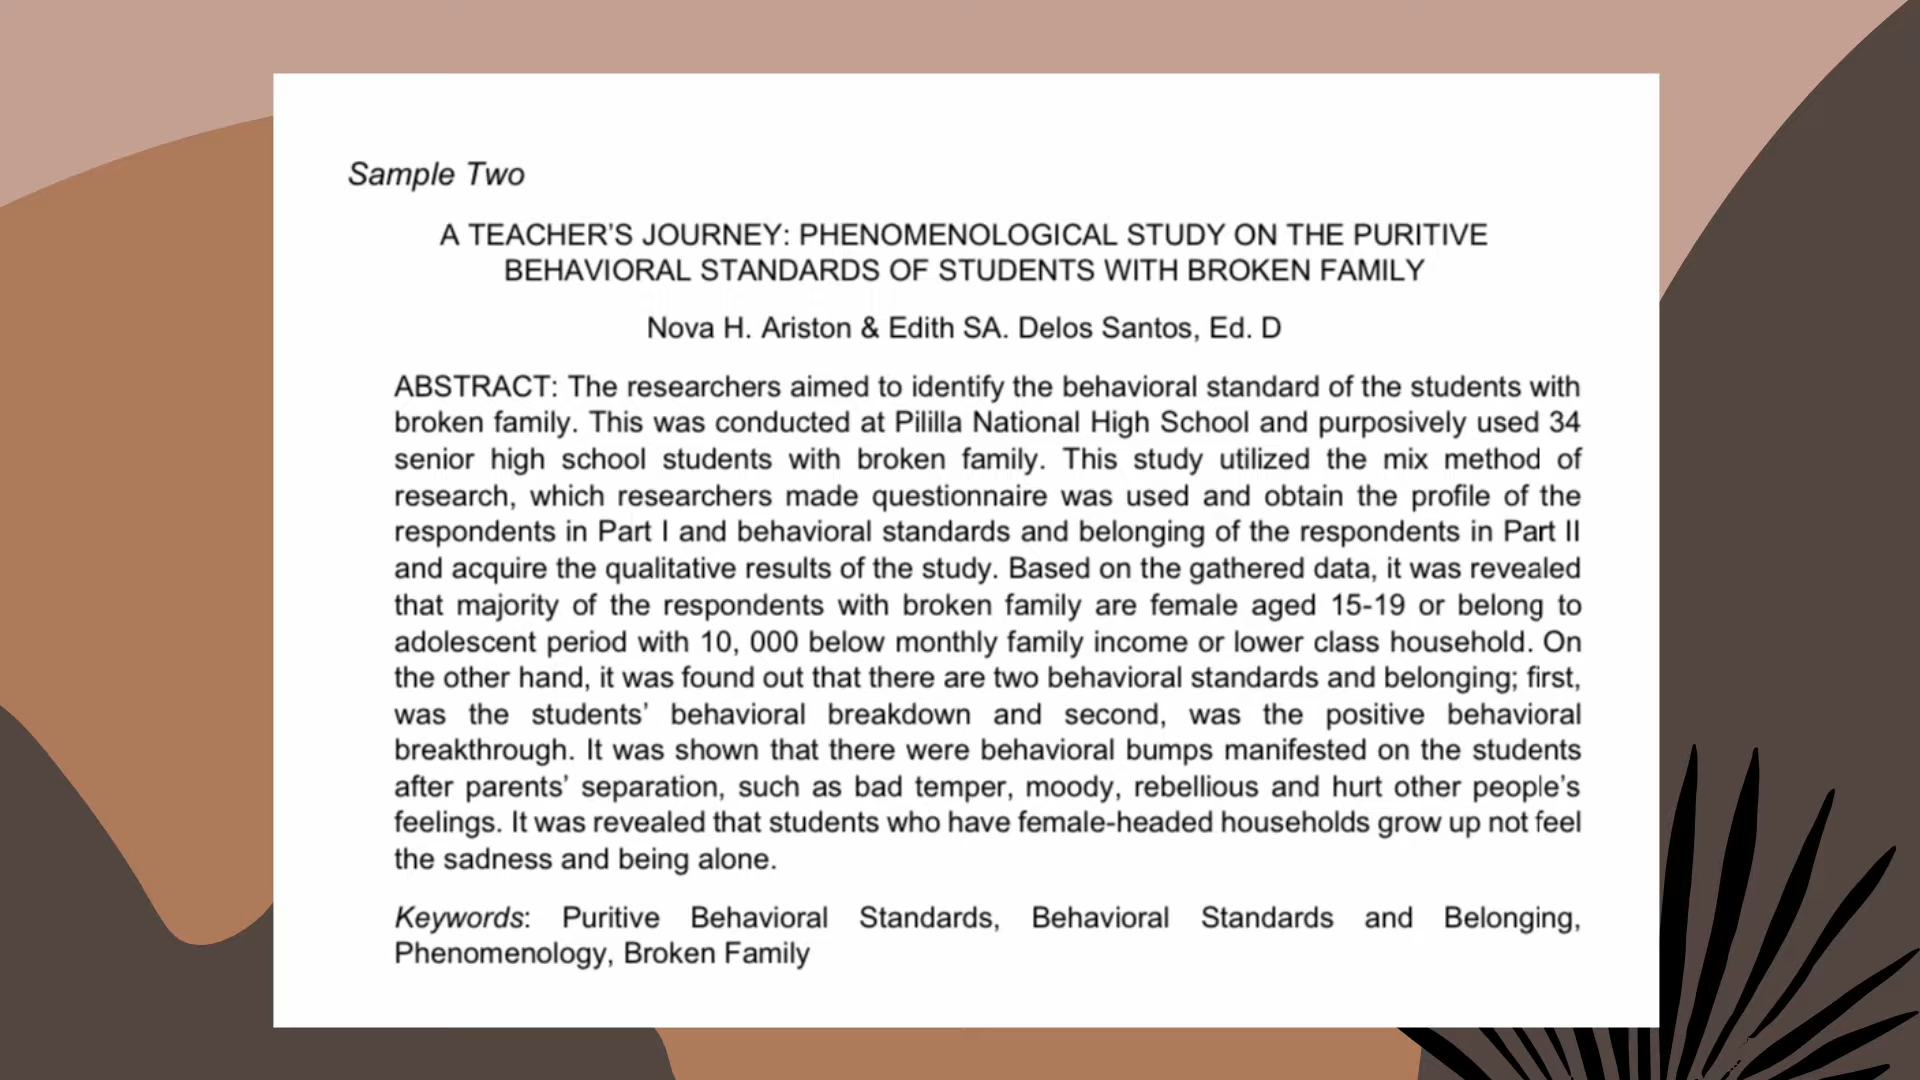 Sample Two
A TEACHER’S JOURNEY: PHENOMENOLOGICAL STUDY ON THE PURITIVE
BEHAVIORAL STANDARDS OF STUDENTS WITH BROKEN FAMILY
Nova H. Ariston & Edith SA. Delos Santos, Ed. D
ABSTRACT: The researchers aimed to identify the behavioral standard of the students with
broken family. This was conducted at Pililla National High School and purposively used 34
senior high school students with broken family. This study utilized the mix method of
research, which researchers made questionnaire was used and obtain the profile of the
respondents in Part I and behavioral standards and belonging of the respondents in Part II
and acquire the qualitative results of the study. Based on the gathered data, it was revealed
that majority of the respondents with broken family are female aged 15-19 or belong to
adolescent period with 10, 000 below monthly family income or lower class household. On
the other hand, it was found out that there are two behavioral standards and belonging; first,
was the students’ behavioral breakdown and second, was the positive behavioral
breakthrough. It was shown that there were behavioral bumps manifested on the students
after parents’ separation, such as bad temper, moody, rebellious and hurt other people’s
feelings. It was revealed that students who have female-headed households grow up not feel
the sadness and being alone.
Keywords: Puritive Behavioral Standards, Behavioral Standards and Belonging,
Phenomenology, Broken Family